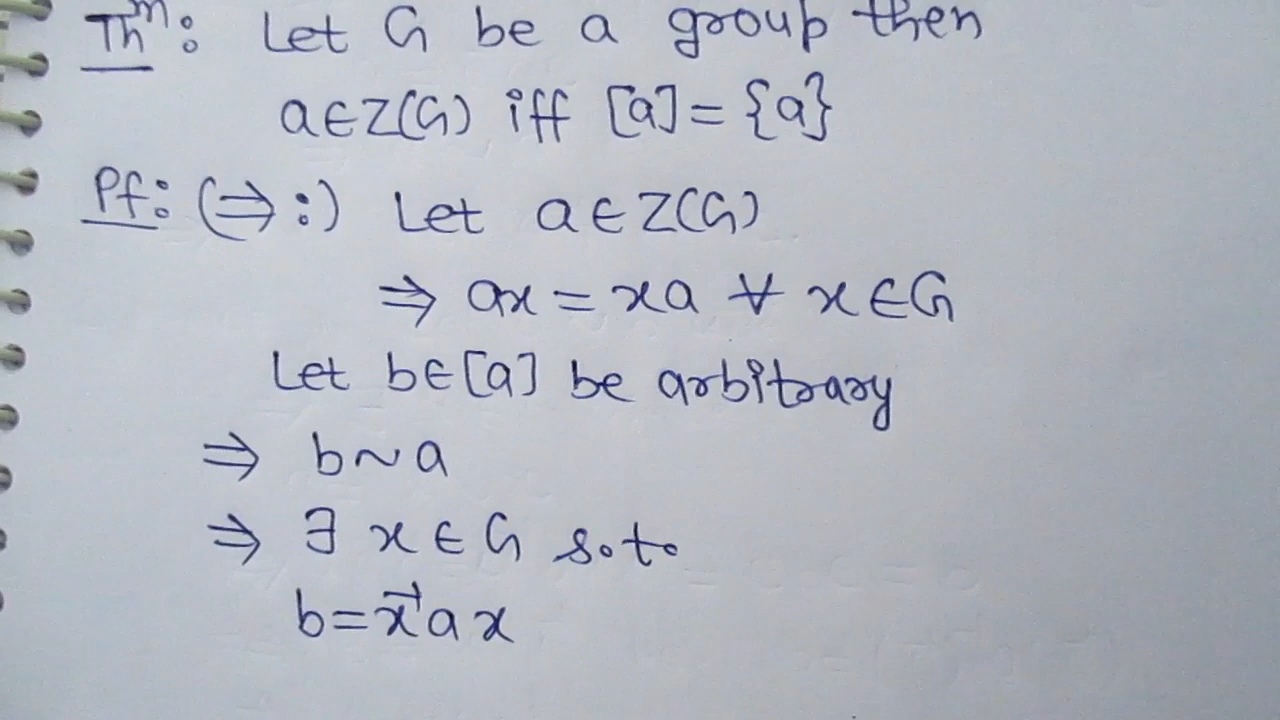 Thᵐ: Let G be a group then
a∈Z(G) iff [a]={a}
Pf: (⇒:) Let a∈Z(G)
⇒ ax = xa ∀ x∈G
Let b∈[a] be arbitrary
⇒ b~a
⇒ ∃ x∈G s.t.
b=x⁻¹ax